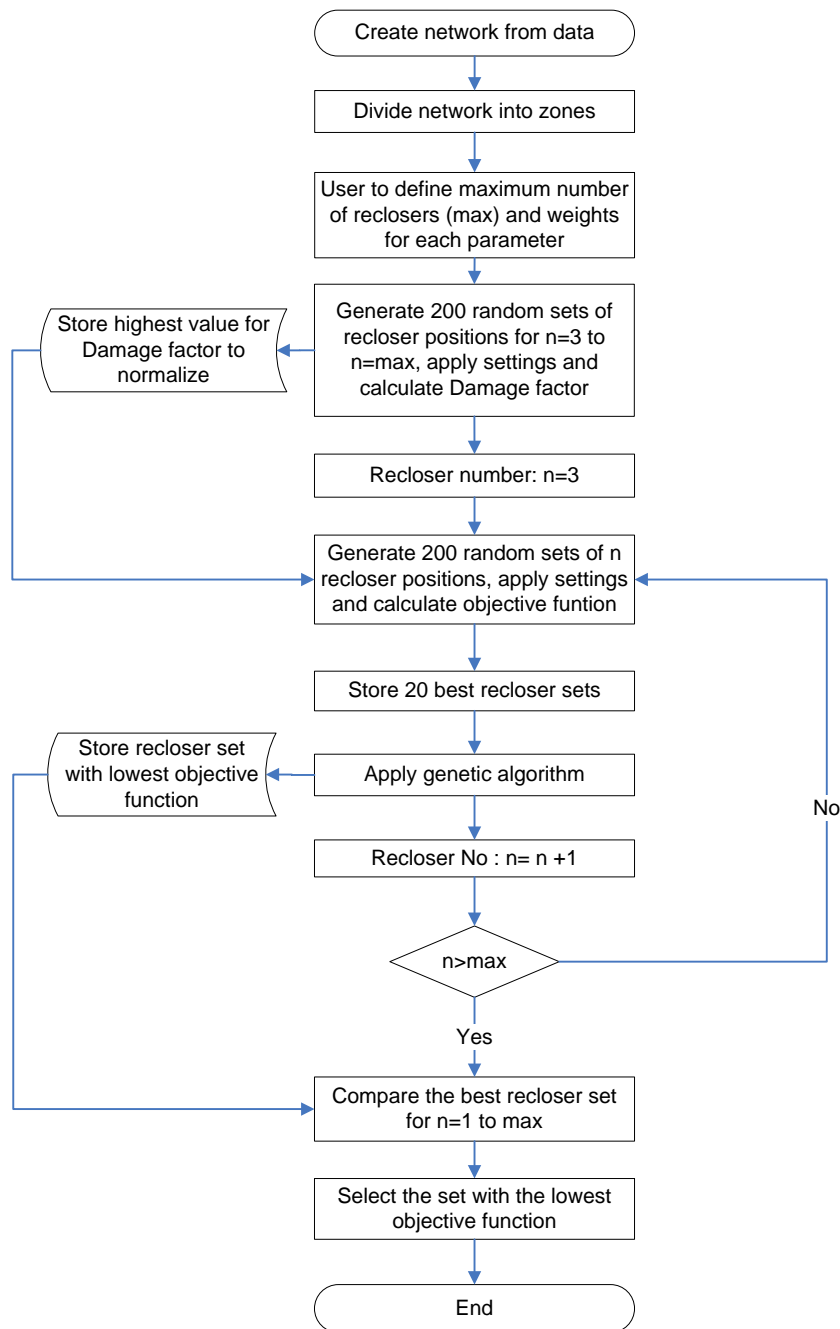 Create network from data
Divide network into zones
User to define maximum number
of reclosers (max) and weights
for each parameter
Generate 200 random sets of
recloser positions for n=3 to
n=max, apply settings and
calculate Damage factor
Store highest value for
Damage factor to
normalize
Recloser number: n=3
Generate 200 random sets of n
recloser positions, apply settings
and calculate objective funtion
Store 20 best recloser sets
Apply genetic algorithm
Store recloser set
with lowest objective
function
Recloser No : n= n +1
n>max
No
Yes
Compare the best recloser set
for n=1 to max
Select the set with the lowest
objective function
End